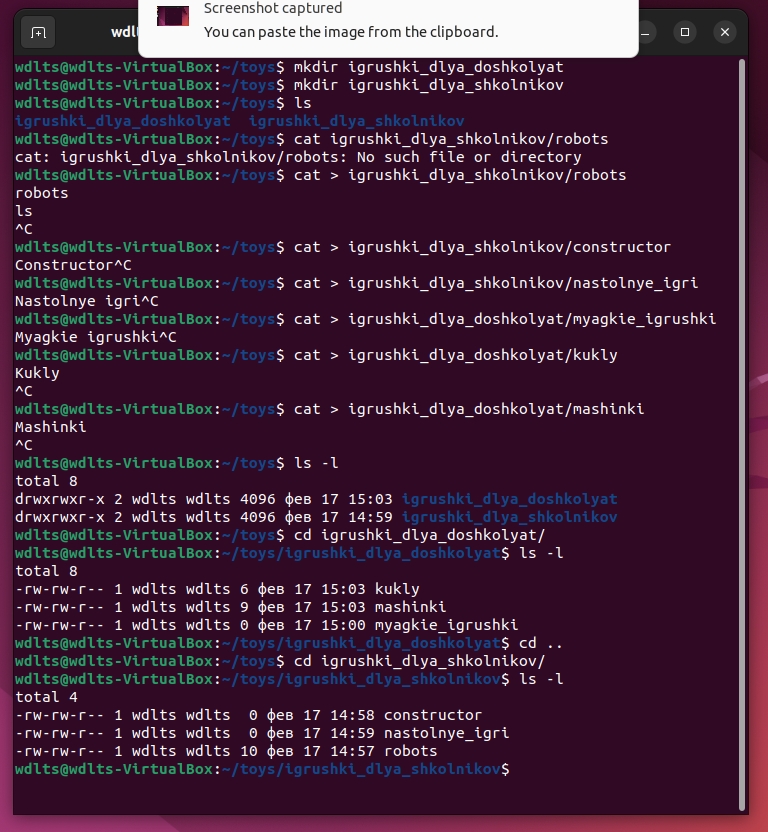 Screenshot captured
You can paste the image from the clipboard.
wdlt
wdlts@wdlts-VirtualBox:~/toys$ mkdir igrushki_dlya_doshkolyat
wdlts@wdlts-VirtualBox:~/toys$ mkdir igrushki_dlya_shkolnikov
wdlts@wdlts-VirtualBox:~/toys$ ls
igrushki_dlya_doshkolyat  igrushki_dlya_shkolnikov
wdlts@wdlts-VirtualBox:~/toys$ cat igrushki_dlya_shkolnikov/robots
cat: igrushki_dlya_shkolnikov/robots: No such file or directory
wdlts@wdlts-VirtualBox:~/toys$ cat > igrushki_dlya_shkolnikov/robots
robots
ls
^C
wdlts@wdlts-VirtualBox:~/toys$ cat > igrushki_dlya_shkolnikov/constructor
Constructor^C
wdlts@wdlts-VirtualBox:~/toys$ cat > igrushki_dlya_shkolnikov/nastolnye_igri
Nastolnye igri^C
wdlts@wdlts-VirtualBox:~/toys$ cat > igrushki_dlya_doshkolyat/myagkie_igrushki
Myagkie igrushki^C
wdlts@wdlts-VirtualBox:~/toys$ cat > igrushki_dlya_doshkolyat/kukly
Kukly
^C
wdlts@wdlts-VirtualBox:~/toys$ cat > igrushki_dlya_doshkolyat/mashinki
Mashinki
^C
wdlts@wdlts-VirtualBox:~/toys$ ls -l
total 8
drwxrwxr-x 2 wdlts wdlts 4096 фев 17 15:03 igrushki_dlya_doshkolyat
drwxrwxr-x 2 wdlts wdlts 4096 фев 17 14:59 igrushki_dlya_shkolnikov
wdlts@wdlts-VirtualBox:~/toys$ cd igrushki_dlya_doshkolyat/
wdlts@wdlts-VirtualBox:~/toys/igrushki_dlya_doshkolyat$ ls -l
total 8
-rw-rw-r-- 1 wdlts wdlts 6 фев 17 15:03 kukly
-rw-rw-r-- 1 wdlts wdlts 9 фев 17 15:03 mashinki
-rw-rw-r-- 1 wdlts wdlts 0 фев 17 15:00 myagkie_igrushki
wdlts@wdlts-VirtualBox:~/toys/igrushki_dlya_doshkolyat$ cd ..
wdlts@wdlts-VirtualBox:~/toys$ cd igrushki_dlya_shkolnikov/
wdlts@wdlts-VirtualBox:~/toys/igrushki_dlya_shkolnikov$ ls -l
total 4
-rw-rw-r-- 1 wdlts wdlts  0 фев 17 14:58 constructor
-rw-rw-r-- 1 wdlts wdlts  0 фев 17 14:59 nastolnye_igri
-rw-rw-r-- 1 wdlts wdlts 10 фев 17 14:57 robots
wdlts@wdlts-VirtualBox:~/toys/igrushki_dlya_shkolnikov$